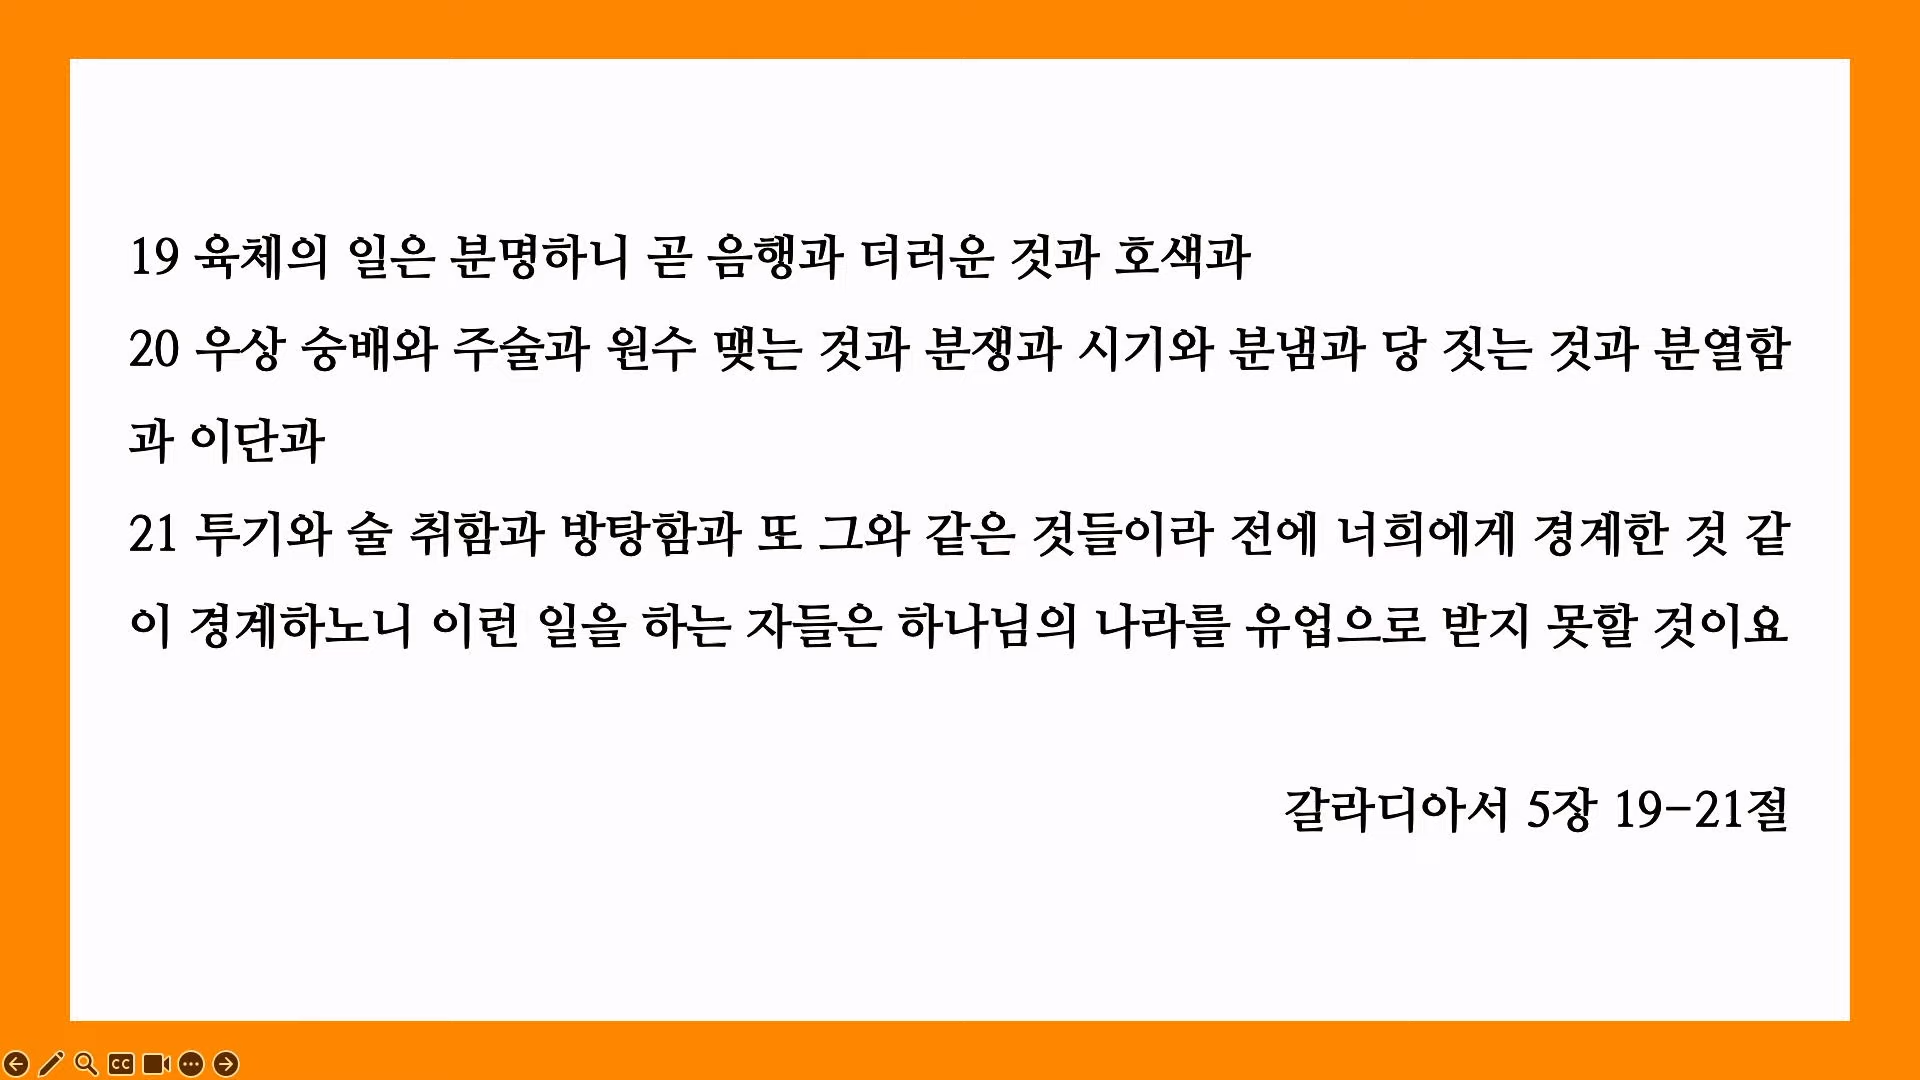 19 육체의 일은 분명하니 곧 음행과 더러운 것과 호색과
20 우상 숭배와 주술과 원수 맺는 것과 분쟁과 시기와 분냄과 당 짓는 것과 분열함
과 이단과
21 투기와 술 취함과 방탕함과 또 그와 같은 것들이라 전에 너희에게 경계한 것 같
이 경계하노니 이런 일을 하는 자들은 하나님의 나라를 유업으로 받지 못할 것이요
갈라디아서 5장 19-21절
CC